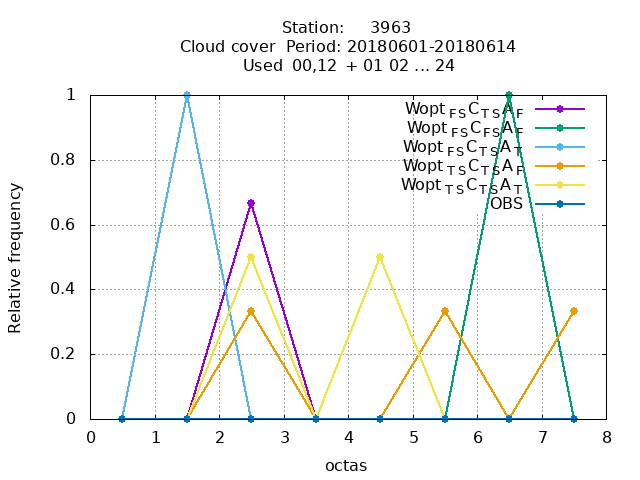 Station: 3963
Cloud cover Period: 20180601-20180614
Used 00,12 + 01 02 ... 24
Wopt FS C TS A F
Wopt FS C FS A F
Wopt FS C TS A T
Wopt TS C TS A F
Wopt TS C TS A T
OBS
Relative frequency
1
0.8
0.6
0.4
0.2
0
0 1 2 3 4 5 6 7 8
octas